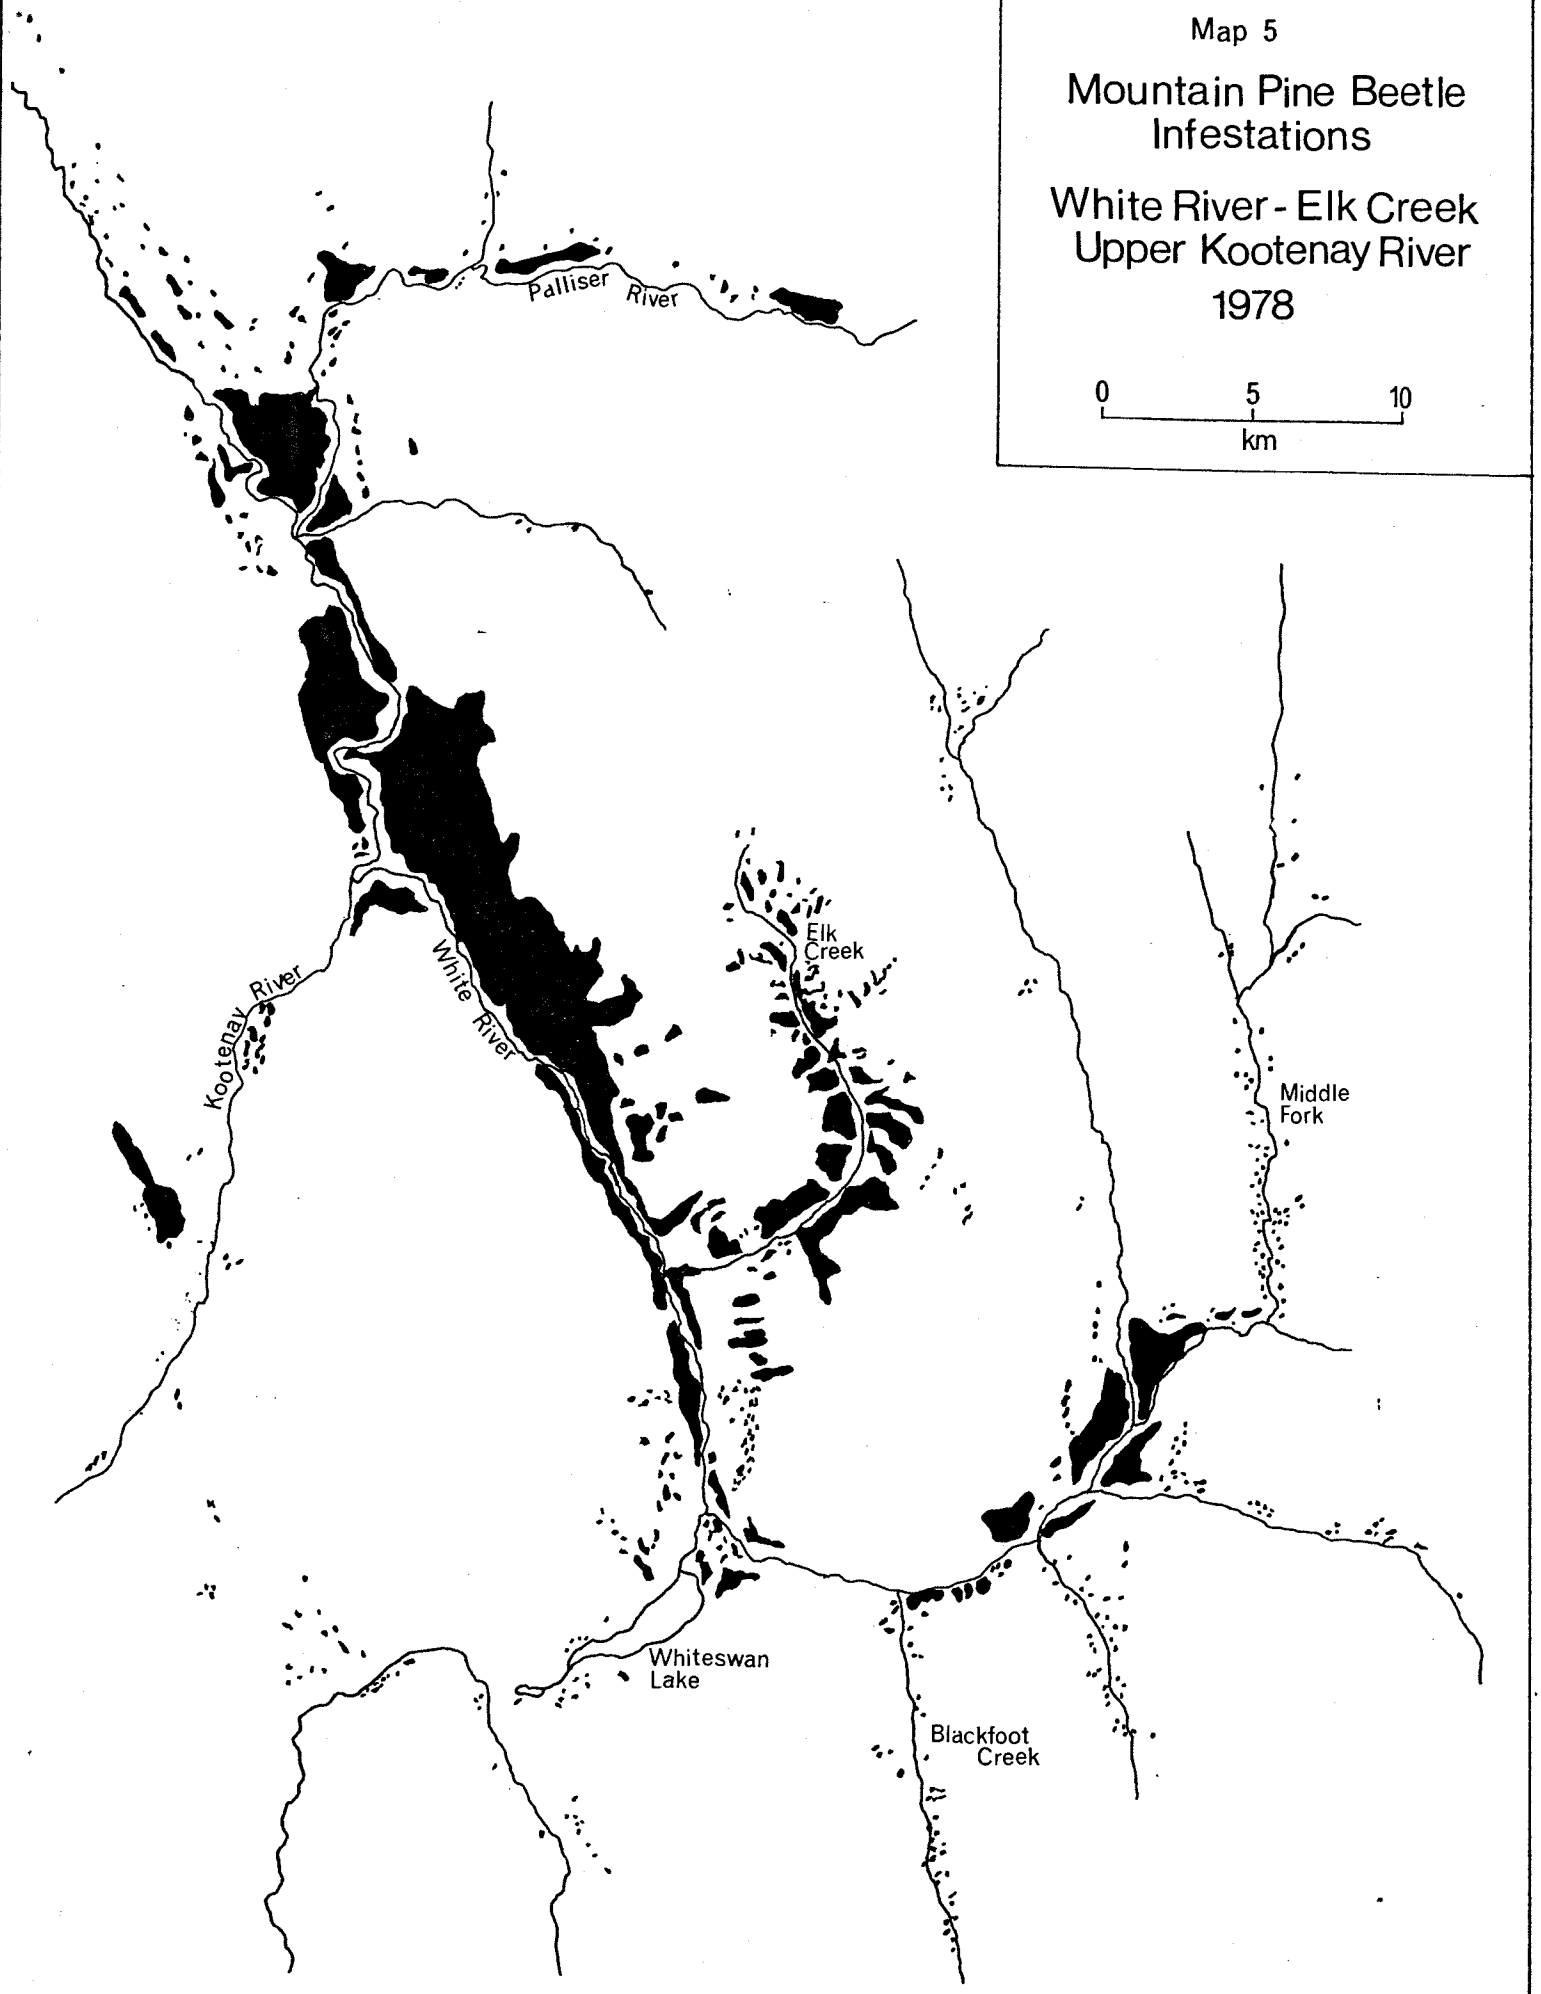 Map 5
Mountain Pine Beetle
Infestations
White River - Elk Creek
Upper Kootenay River
1978
0 5 10
km
Palliser River
Elk
Creek
White River
Kootenay River
Middle
Fork
Whiteswan
Lake
Blackfoot
Creek